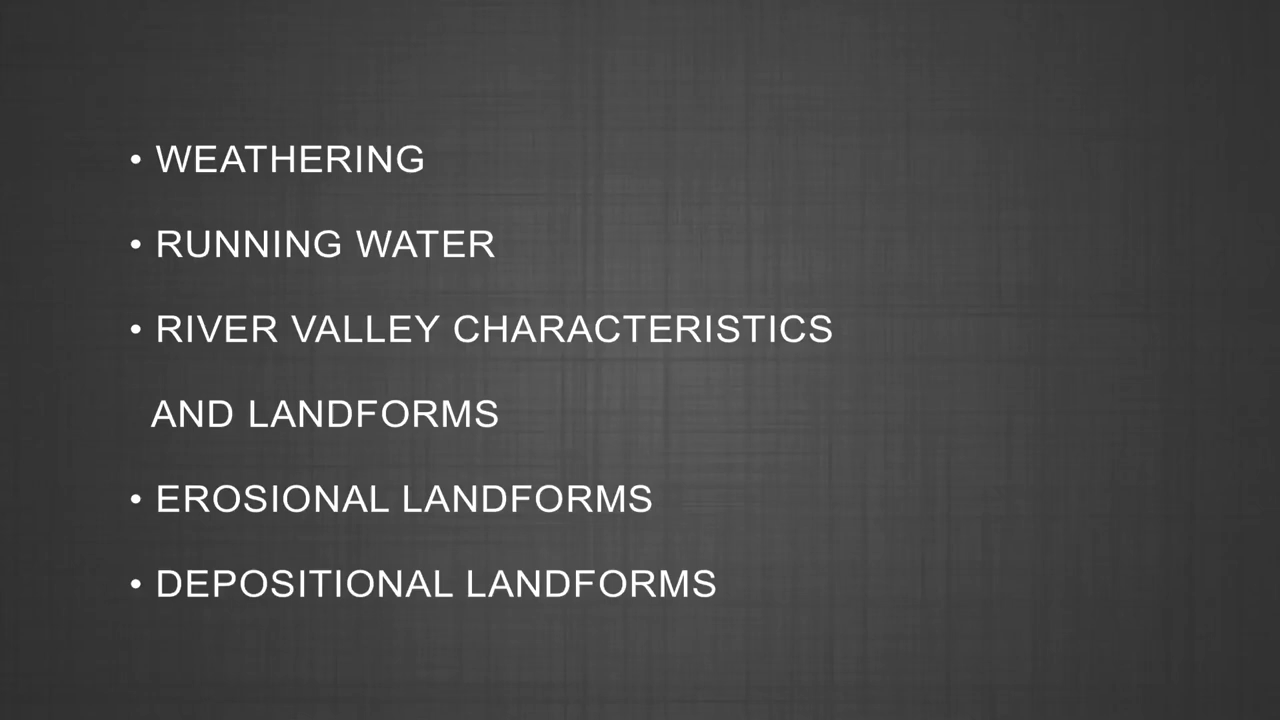 • WEATHERING
• RUNNING WATER
• RIVER VALLEY CHARACTERISTICS
AND LANDFORMS
• EROSIONAL LANDFORMS
• DEPOSITIONAL LANDFORMS